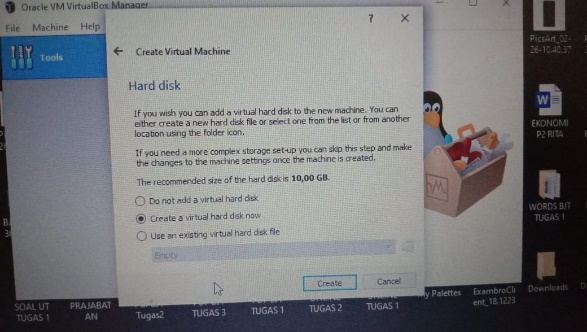 Oracle VM VirtualBox Manager
File Machine Help
Tools
? X
Create Virtual Machine
Hard disk
If you wish you can add a virtual hard disk to the new machine. You can
either create a new hard disk file or select one from the list or from another
location using the folder icon.
If you need a more complex storage set-up you can skip this step and make
the changes to the machine settings once the machine is created.
The recommended size of the hard disk is 10,00 GB.
Do not add a virtual hard disk
Create a virtual hard disk now
Use an existing virtual hard disk file
Empty
Create Cancel
PicsArt_02-
26-10.40.37
W
EKONOMI
P2 RITA
WORDS BIT
TUGAS 1
SOAL UT
TUGAS 1
PRAJABAT
AN
Tugas2
TUGAS 3
TUGAS 1
TUGAS 2
TUGAS 1
y Palettes
ExambroCli
ent_18.1223
Downloads